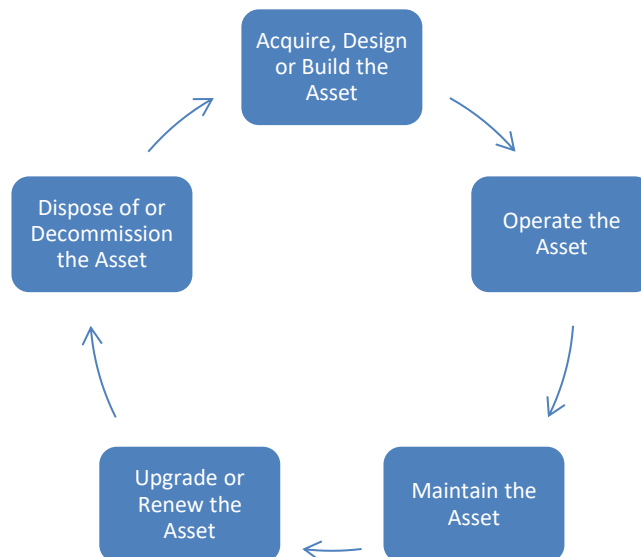 Acquire, Design
or Build the
Asset
Operate the
Asset
Maintain the
Asset
Upgrade or
Renew the
Asset
Dispose of or
Decommission
the Asset